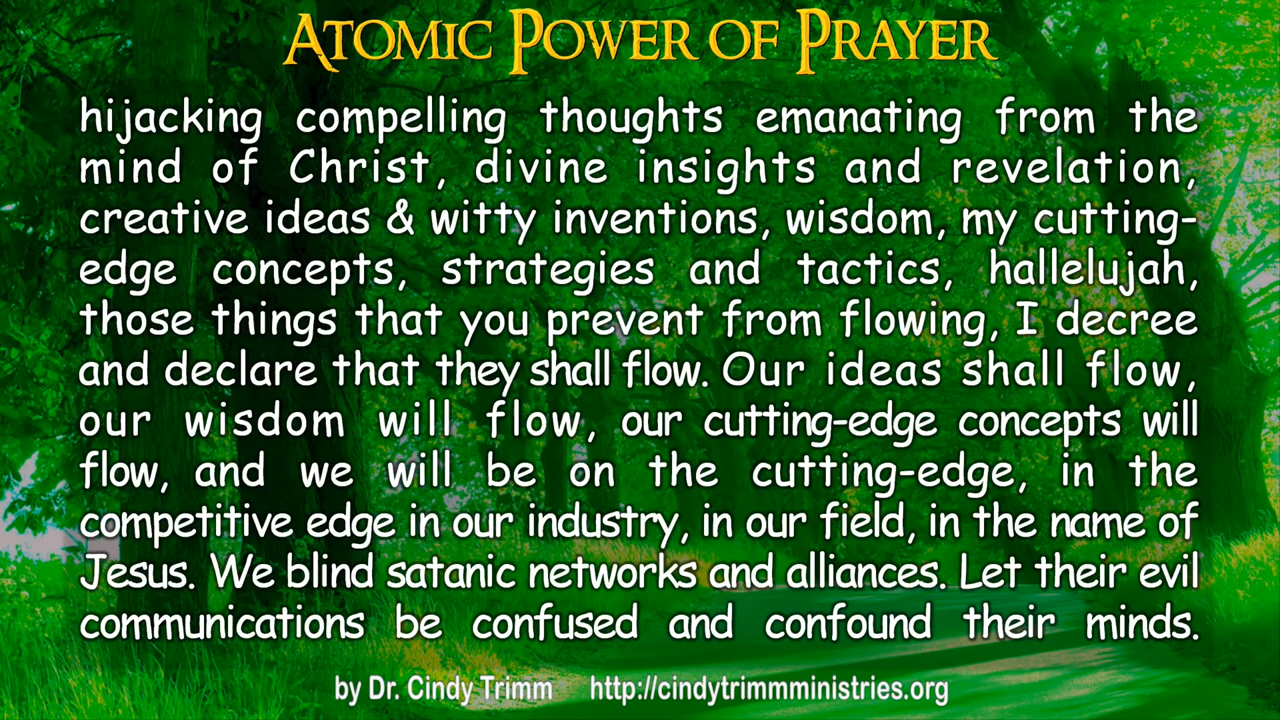 Atomic Power of Prayer
hijacking compelling thoughts emanating from the
mind of Christ, divine insights and revelation,
creative ideas & witty inventions, wisdom, my cutting-
edge concepts, strategies and tactics, hallelujah,
those things that you prevent from flowing, I decree
and declare that they shall flow. Our ideas shall flow,
our wisdom will flow, our cutting-edge concepts will
flow, and we will be on the cutting-edge, in the
competitive edge in our industry, in our field, in the name of
Jesus. We blind satanic networks and alliances. Let their evil
communications be confused and confound their minds.
by Dr. Cindy Trimm http://cindytrimmministries.org